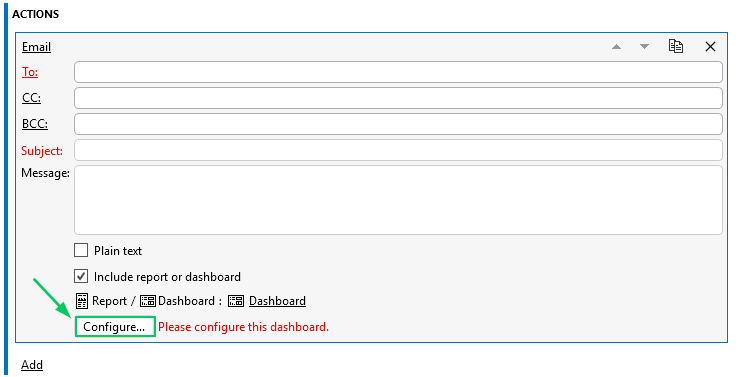 ACTIONS
Email
To:
CC:
BCC:
Subject:
Message:
Plain text
Include report or dashboard
Report / Dashboard : Dashboard
Configure... Please configure this dashboard.
Add